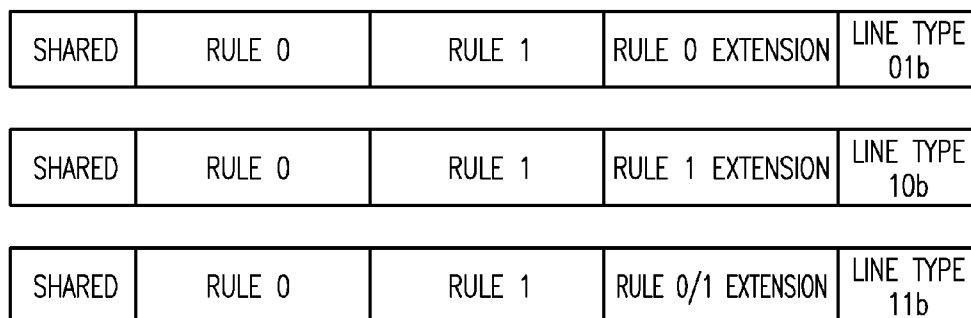 SHARED RULE 0 RULE 1 RULE 0 EXTENSION LINE TYPE
01b
SHARED RULE 0 RULE 1 RULE 1 EXTENSION LINE TYPE
10b
SHARED RULE 0 RULE 1 RULE 0/1 EXTENSION LINE TYPE
11b